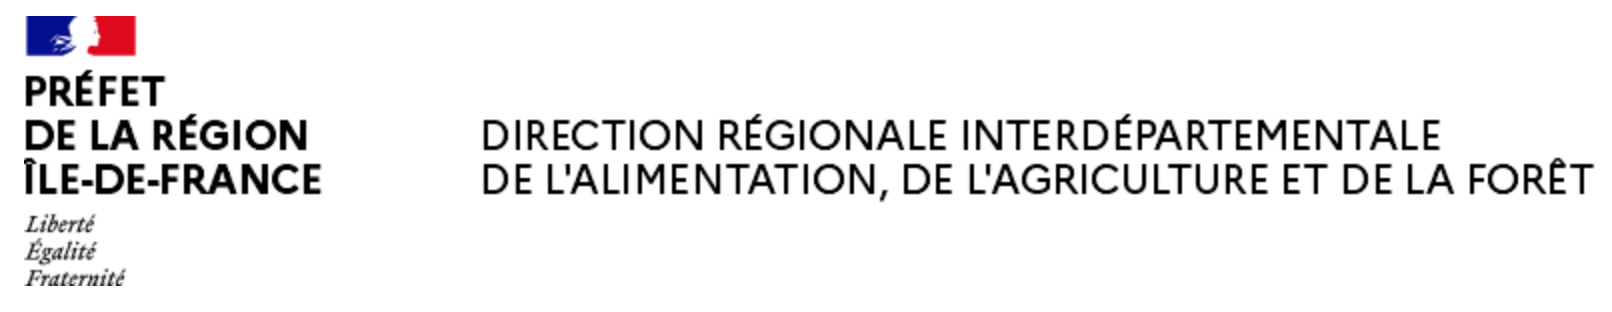 PRÉFET
DE LA RÉGION
ÎLE-DE-FRANCE
Liberté
Égalité
Fraternité
DIRECTION RÉGIONALE INTERDÉPARTEMENTALE
DE L'ALIMENTATION, DE L'AGRICULTURE ET DE LA FORÊT